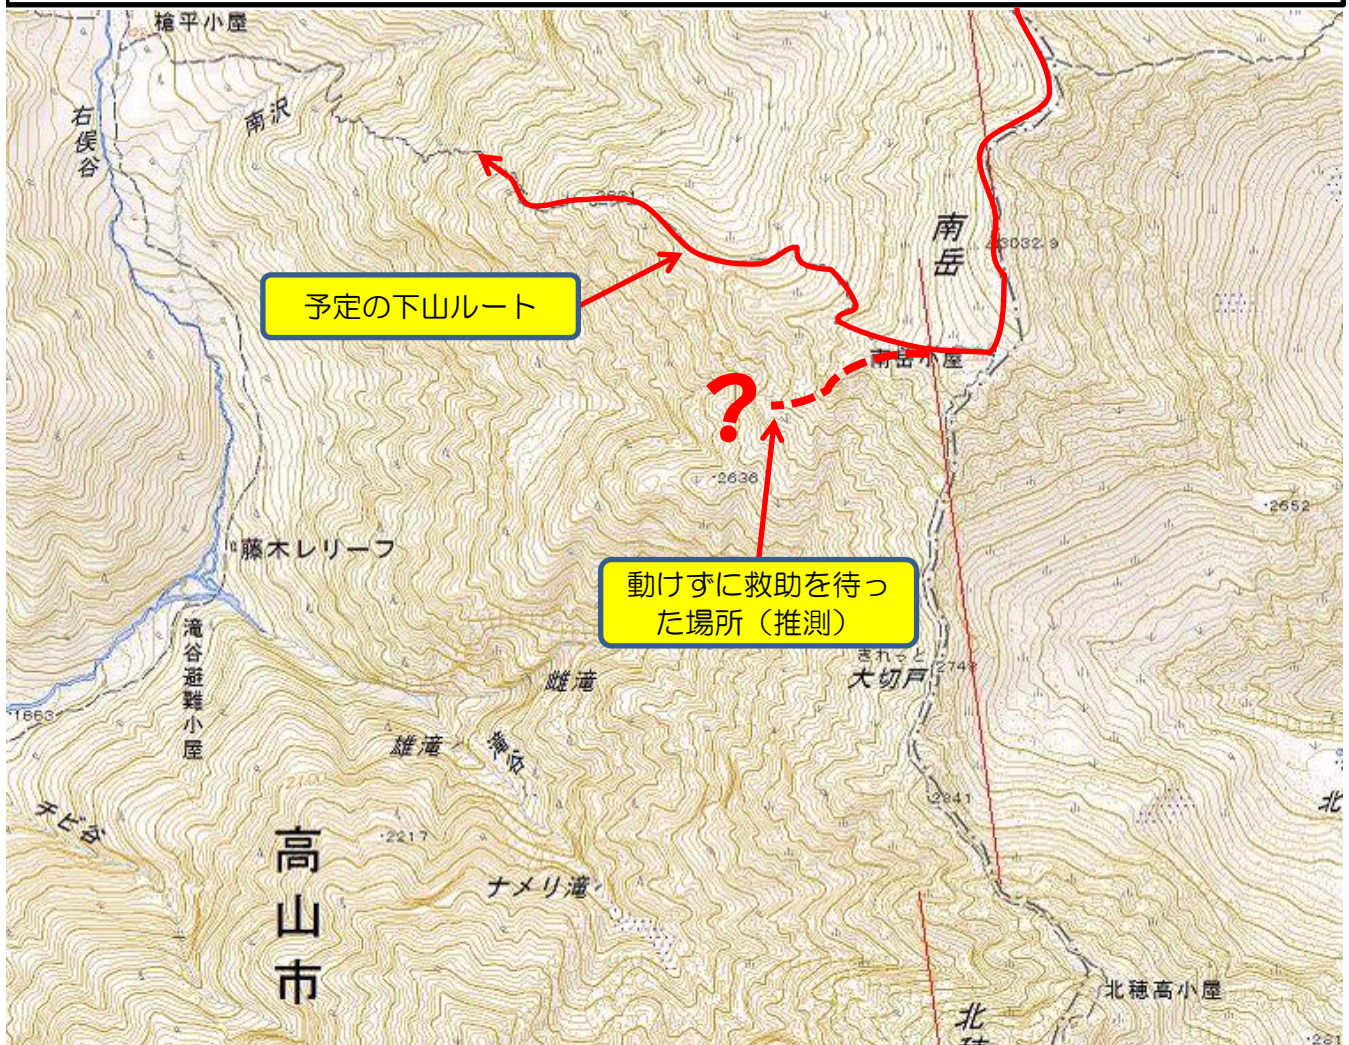 槍平小屋
右俣谷
南沢
2821
南岳
3032.9
予定の下山ルート
南岳小屋
?
・2636
・2652
藤木レリーフ
動けずに救助を待っ
た場所（推測）
滝谷避難小屋
きれっと
大切戸
2748
雌滝
・1663
雄滝
滝谷
2841
北
チビ谷
・2217
高山市
ナメリ滝
北穂高小屋
北穂